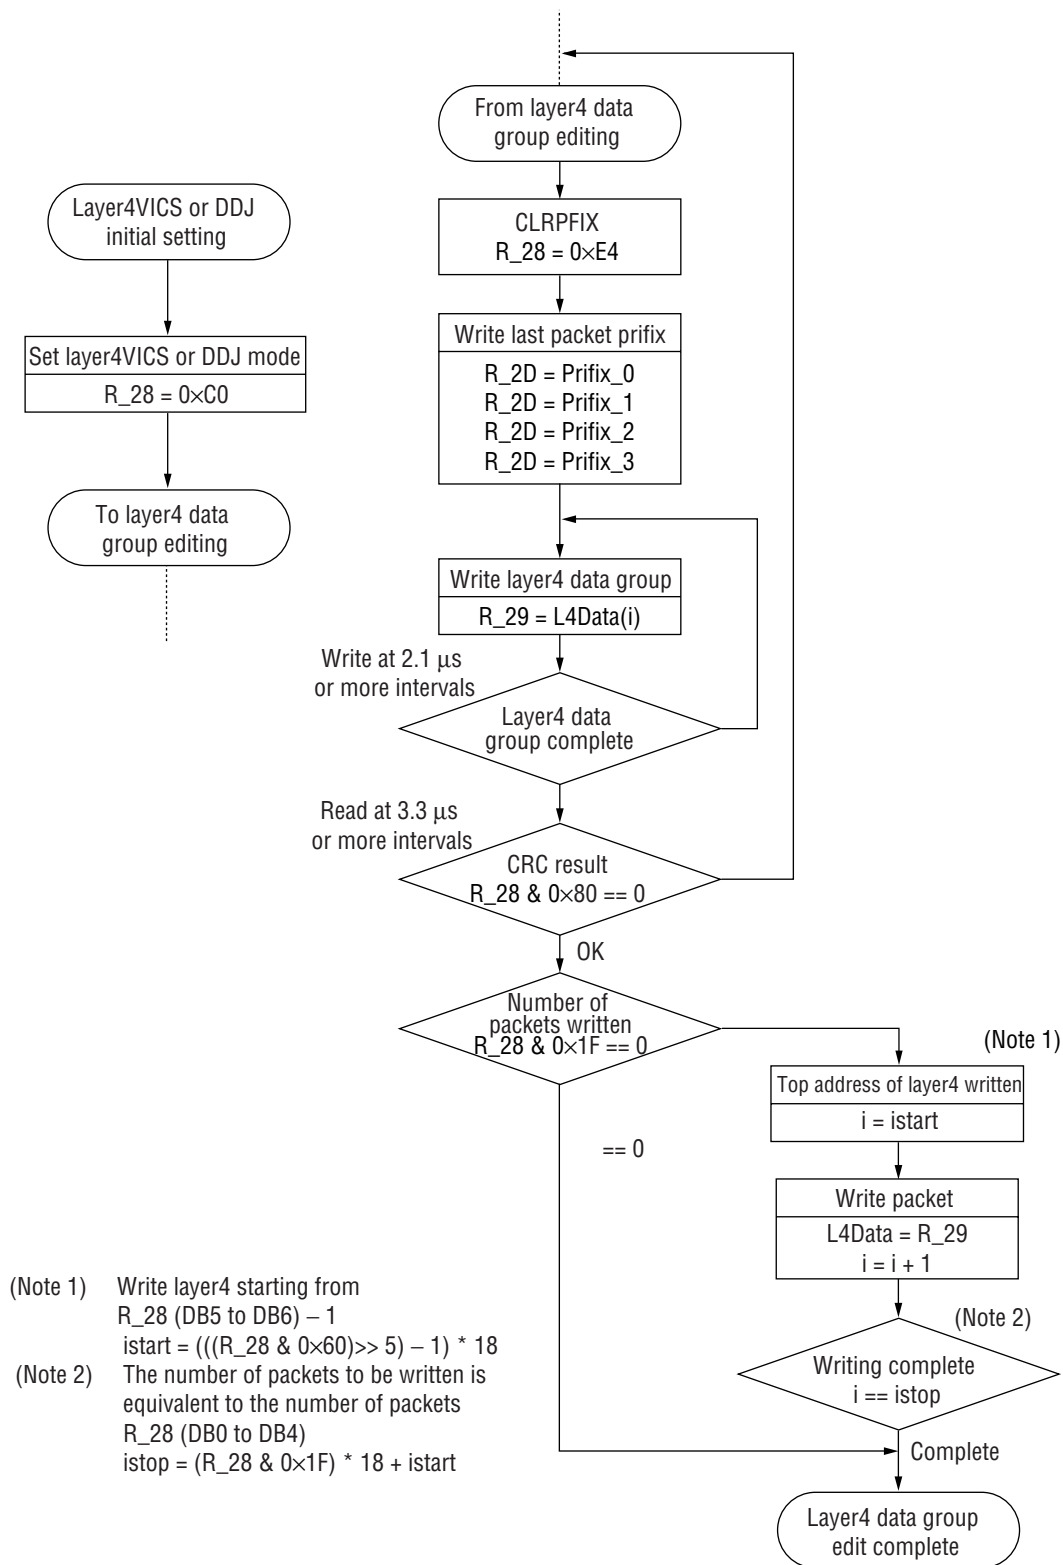 Layer4VICS or DDJ
initial setting
Set layer4VICS or DDJ mode
R_28 = 0×C0
To layer4 data
group editing
From layer4 data
group editing
CLRPFIX
R_28 = 0×E4
Write last packet prifix
R_2D = Prifix_0
R_2D = Prifix_1
R_2D = Prifix_2
R_2D = Prifix_3
Write layer4 data group
R_29 = L4Data(i)
Write at 2.1 μs
or more intervals
Layer4 data
group complete
Read at 3.3 μs
or more intervals
CRC result
R_28 & 0×80 == 0
OK
Number of
packets written
R_28 & 0×1F == 0
== 0
(Note 1)
Top address of layer4 written
i = istart
Write packet
L4Data = R_29
i = i + 1
(Note 2)
Writing complete
i == istop
Complete
Layer4 data group
edit complete
(Note 1) Write layer4 starting from
R_28 (DB5 to DB6) – 1
istart = (((R_28 & 0×60)>> 5) – 1) * 18
(Note 2) The number of packets to be written is
equivalent to the number of packets
R_28 (DB0 to DB4)
istop = (R_28 & 0×1F) * 18 + istart